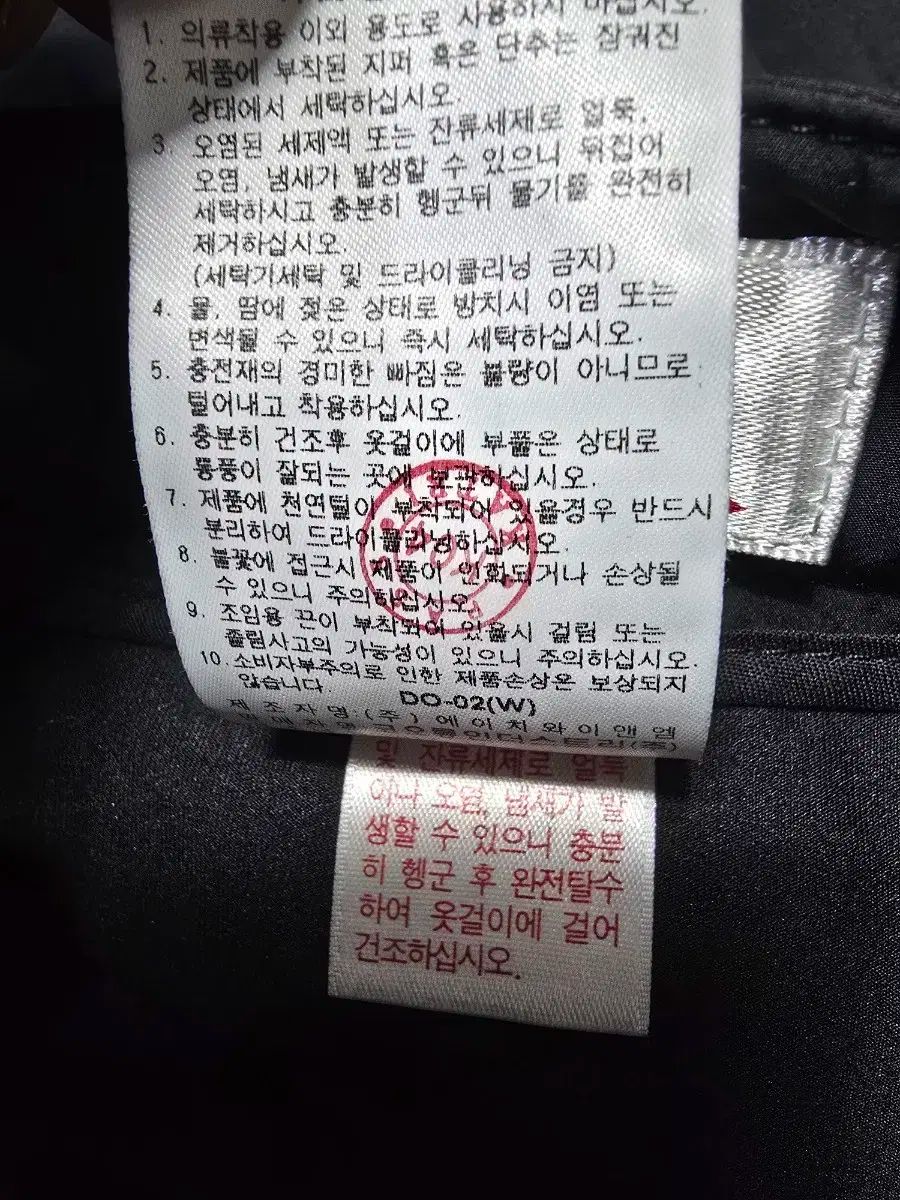 1. 의류착용 이외 용도로 사용하지 마십시오.
2. 제품에 부착된 지퍼 혹은 단추는 잠궈진
상태에서 세탁하십시오.
3. 오염된 세제액 또는 잔류세제로 얼룩,
오염, 냄새가 발생할 수 있으니 뒤집어
세탁하시고 충분히 헹군뒤 물기를 완전히
제거하십시오.
(세탁기세탁 및 드라이클리닝 금지)
4. 물, 땀에 젖은 상태로 방치시 이염 또는
변색될 수 있으니 즉시 세탁하십시오.
5. 충전재의 경미한 빠짐은 불량이 아니므로
털어내고 착용하십시오.
6. 충분히 건조후 옷걸이에 부풀은 상태로
통풍이 잘되는 곳에 보관하십시오.
7. 제품에 천연털이 부착되어 있을경우 반드시
분리하여 드라이클리닝하십시오.
8. 불꽃에 접근시 제품이 인화되거나 손상될
수 있으니 주의하십시오.
9. 조임용 끈이 부착되어 있을시 걸림 또는
졸림사고의 가능성이 있으니 주의하십시오.
10. 소비자부주의로 인한 제품손상은 보상되지
않습니다
DO-02(W)
제조자명:(주)에이치와이앤엘
및 잔류세제로 얼룩
이나 오염, 냄새가 발
생할 수 있으니 충분
히 헹군 후 완전탈수
하여 옷걸이에 걸어
건조하십시오.